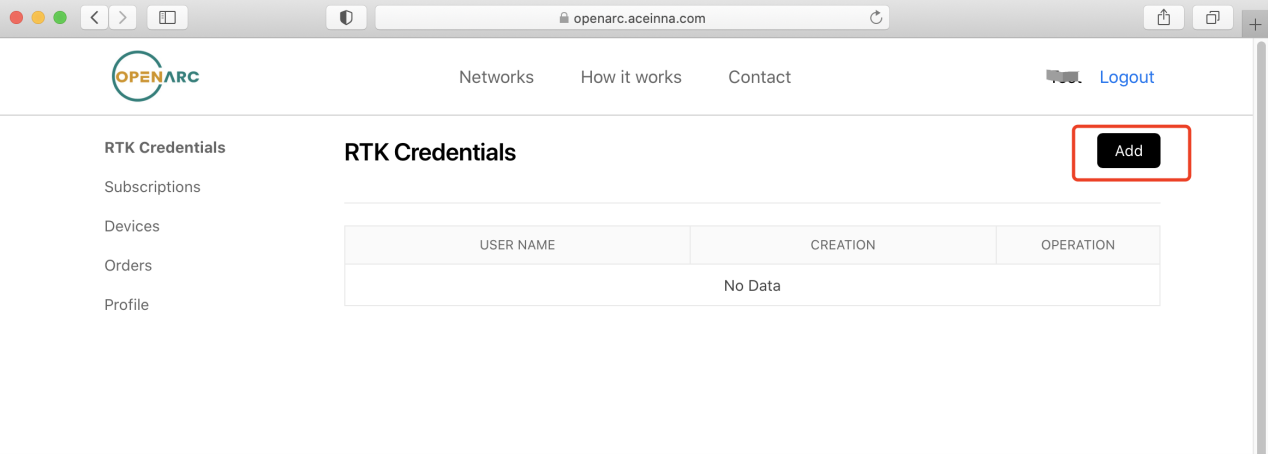 openarc.aceinna.com
OPENARC
Networks How it works Contact Logout
RTK Credentials
Subscriptions
Devices
Orders
Profile
RTK Credentials
Add
USER NAME CREATION OPERATION
No Data